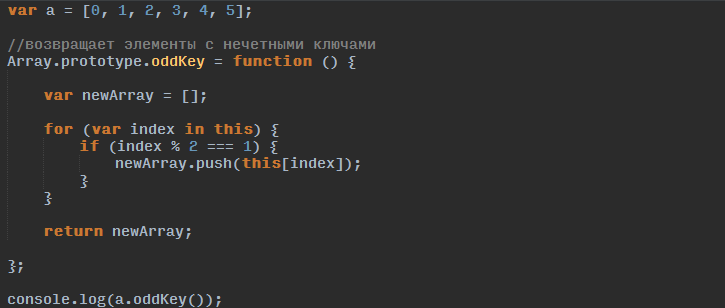 var a = [0, 1, 2, 3, 4, 5];
//возвращает элементы с нечетными ключами
Array.prototype.oddKey = function () {
var newArray = [];
for (var index in this) {
if (index % 2 === 1) {
newArray.push(this[index]);
}
}
return newArray;
};
console.log(a.oddKey());